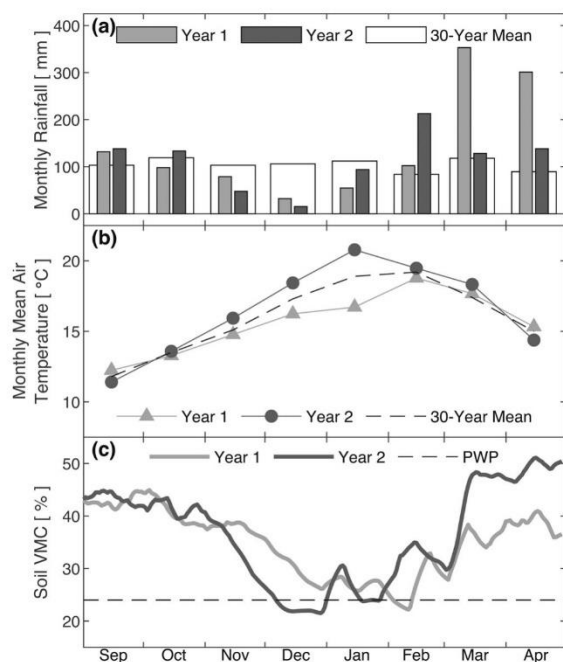 (a) Year 1 Year 2 30-Year Mean
Monthly Rainfall [ mm ]
400
300
200
100
0
(b)
Monthly Mean Air
Temperature [ °C ]
20
15
10
Year 1 Year 2 30-Year Mean
(c) Year 1 Year 2 PWP
Soil VMC [ % ]
50
40
30
20
Sep Oct Nov Dec Jan Feb Mar Apr